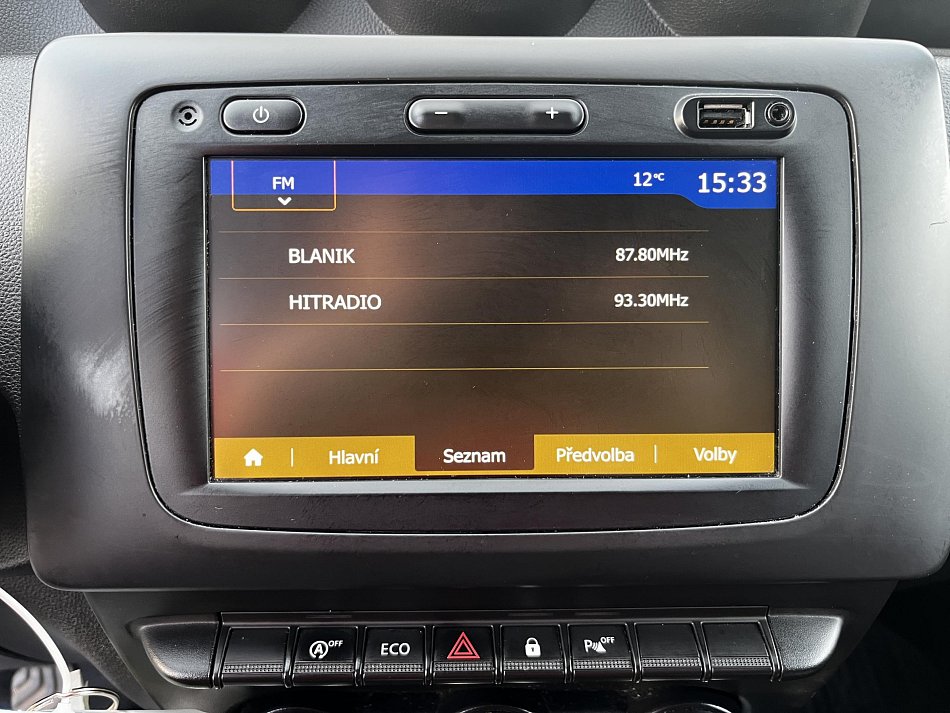 FM 12°C 15:33
BLANIK 87.80MHz
HITRADIO 93.30MHz
Hlavní Seznam Předvolba Volby
A OFF ECO P OFF